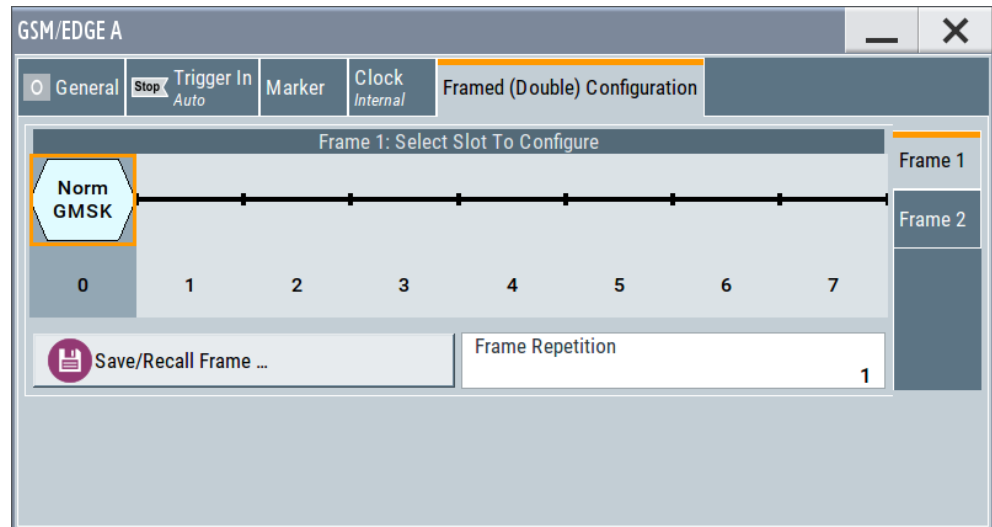 GSM/EDGE A
O General
Stop Trigger In
Auto
Marker
Clock
Internal
Framed (Double) Configuration
Frame 1: Select Slot To Configure
Frame 1
Norm
GMSK
Frame 2
0 1 2 3 4 5 6 7
Save/Recall Frame ...
Frame Repetition
1